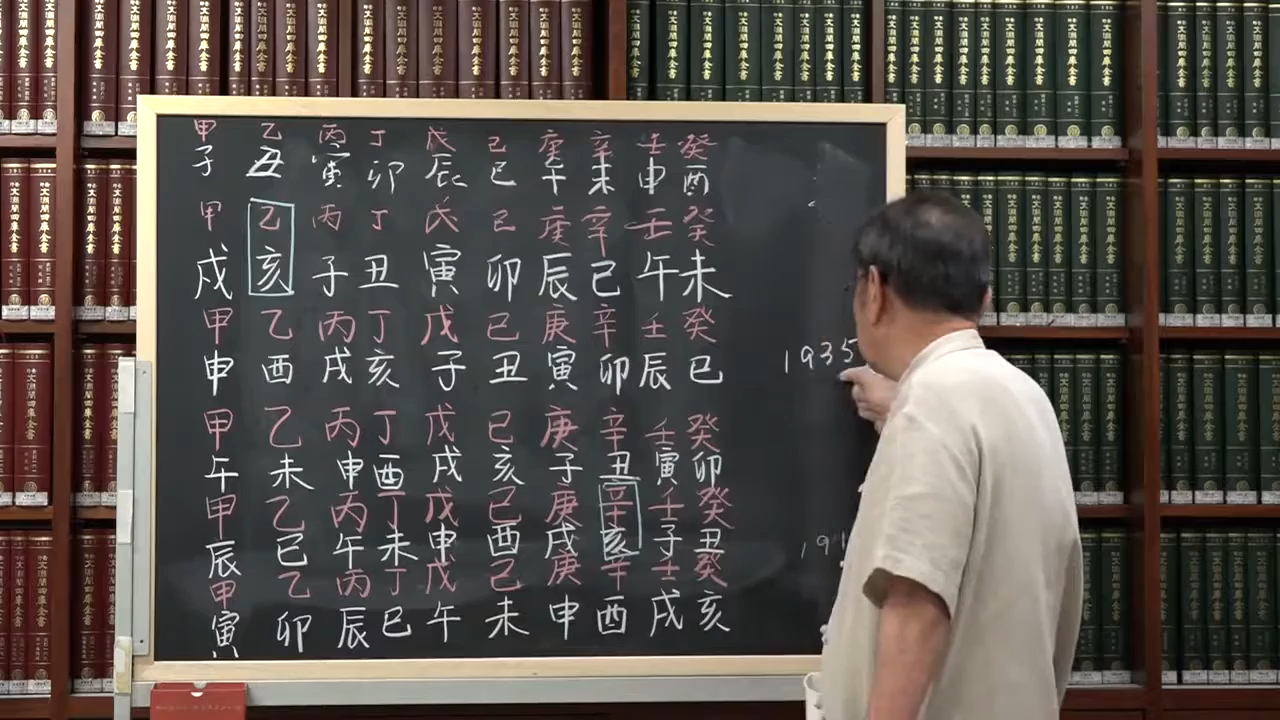 甲 乙 丙 丁 戊 己 庚 辛 壬 癸
子 丑 寅 卯 辰 巳 午 未 申 酉
甲 乙 丙 丁 戊 己 庚 辛 壬 癸
戌 亥 子 丑 寅 卯 辰 巳 午 未
甲 乙 丙 丁 戊 己 庚 辛 壬 癸
申 酉 戌 亥 子 丑 寅 卯 辰 巳
1935
甲 乙 丙 丁 戊 己 庚 辛 壬 癸
午 未 申 酉 戌 亥 子 丑 寅 卯
甲 乙 丙 丁 戊 己 庚 辛 壬 癸
辰 巳 午 未 申 酉 戌 亥 子 丑
191
甲 乙 丙 丁 戊 己 庚 辛 壬 癸
寅 卯 辰 巳 午 未 申 酉 戌 亥
文淵閣四庫全書